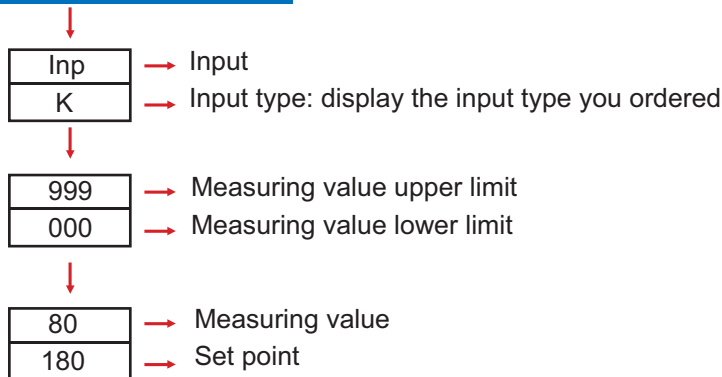 Inp Input
K Input type: display the input type you ordered
999 Measuring value upper limit
000 Measuring value lower limit
80 Measuring value
180 Set point